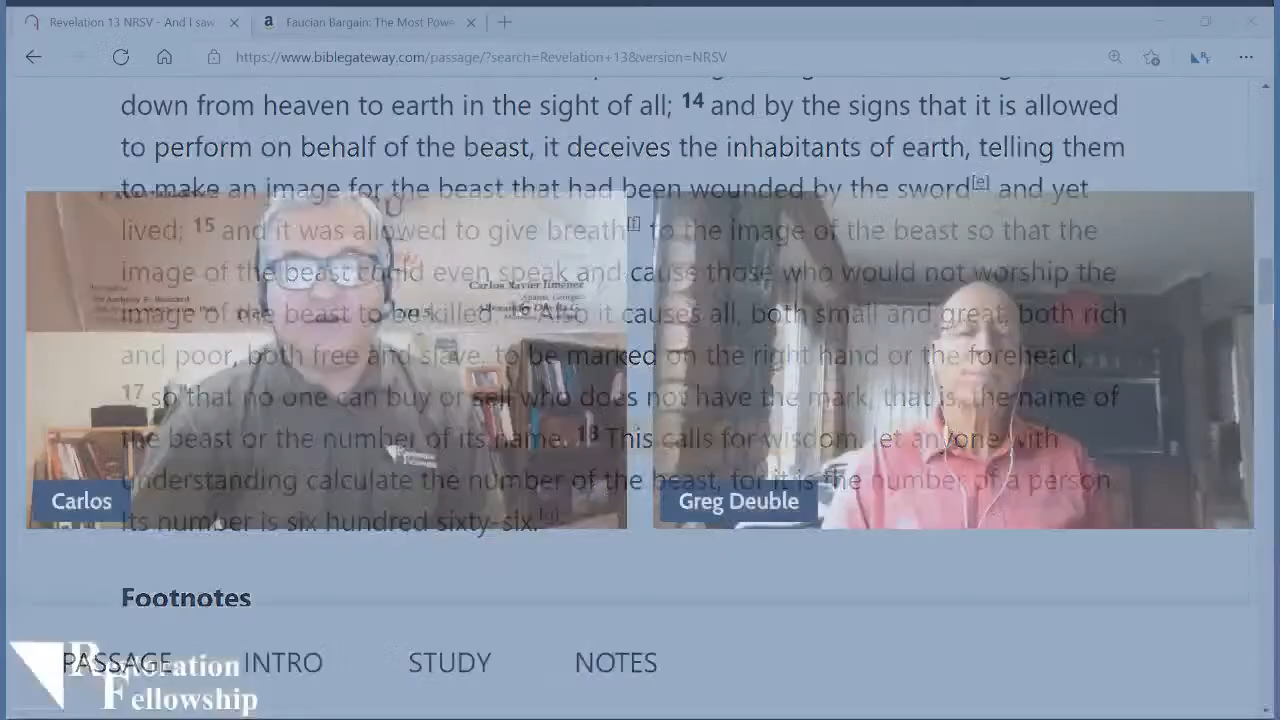 Revelation 13 NRSV - And I saw
Faucian Bargain: The Most Powe
https://www.biblegateway.com/passage/?search=Revelation+13&version=NRSV
down from heaven to earth in the sight of all; 14 and by the signs that it is allowed
to perform on behalf of the beast, it deceives the inhabitants of earth, telling them
to make an image for the beast that had been wounded by the sword[e] and yet
lived; 15 and it was allowed to give breath[f] to the image of the beast so that the
image of the beast could even speak and cause those who would not worship the
image of the beast to be killed. 16 Also it causes all, both small and great, both rich
and poor, both free and slave, to be marked on the right hand or the forehead,
17 so that no one can buy or sell who does not have the mark, that is, the name of
the beast or the number of its name. 18 This calls for wisdom: let anyone with
understanding calculate the number of the beast, for it is the number of a person
Its number is six hundred sixty-six.
Carlos Xavier Jimenez
Carlos
Greg Deuble
Footnotes
PASSAGE INTRO STUDY NOTES
Restoration
Fellowship